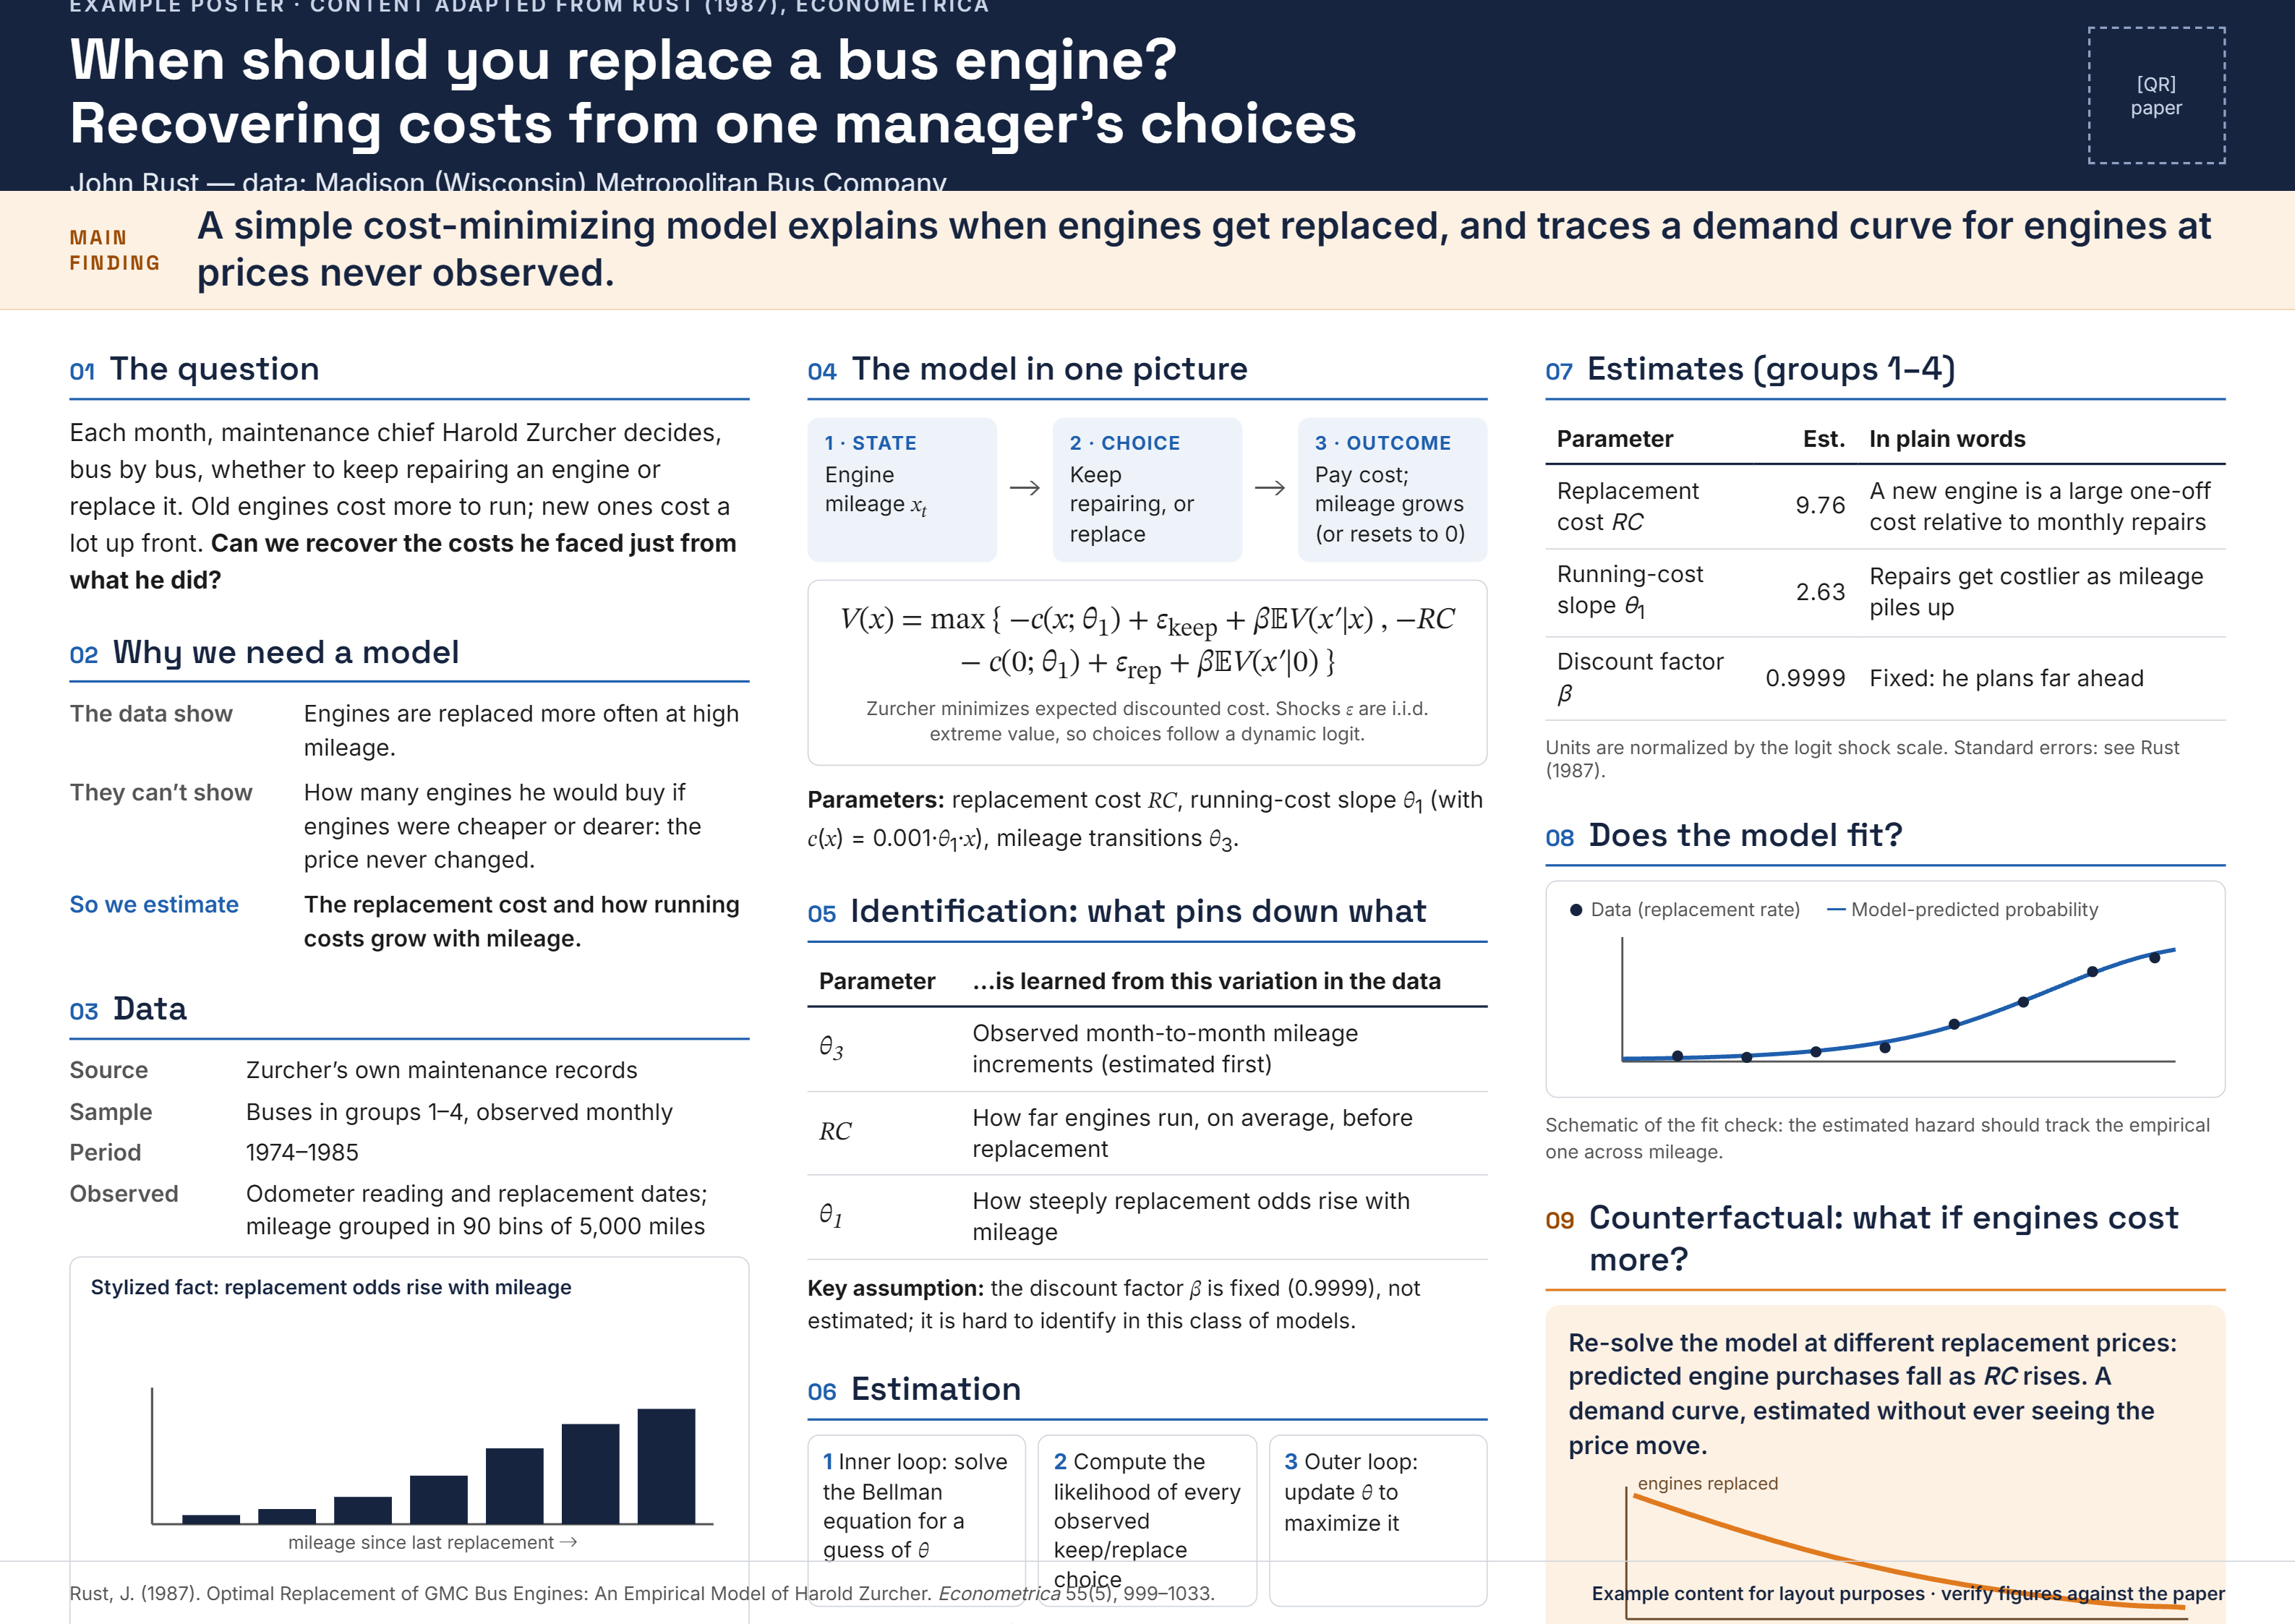 EXAMPLE POSTER · CONTENT ADAPTED FROM RUST (1987), ECONOMETRICA
When should you replace a bus engine?
Recovering costs from one manager’s choices
John Rust — data: Madison (Wisconsin) Metropolitan Bus Company
[QR]
paper
MAIN
FINDING
A simple cost-minimizing model explains when engines get replaced, and traces a demand curve for engines at
prices never observed.
01 The question
Each month, maintenance chief Harold Zurcher decides,
bus by bus, whether to keep repairing an engine or
replace it. Old engines cost more to run; new ones cost a
lot up front. Can we recover the costs he faced just from
what he did?
02 Why we need a model
The data show Engines are replaced more often at high
mileage.
They can’t show How many engines he would buy if
engines were cheaper or dearer: the
price never changed.
So we estimate The replacement cost and how running
costs grow with mileage.
03 Data
Source Zurcher’s own maintenance records
Sample Buses in groups 1–4, observed monthly
Period 1974–1985
Observed Odometer reading and replacement dates;
mileage grouped in 90 bins of 5,000 miles
Stylized fact: replacement odds rise with mileage
mileage since last replacement →
04 The model in one picture
1 · STATE
Engine
mileage xₜ
→
2 · CHOICE
Keep
repairing, or
replace
→
3 · OUTCOME
Pay cost;
mileage grows
(or resets to 0)
V(x) = max { −c(x; θ₁) + ε_keep + β𝔼V(x′|x) , −RC
− c(0; θ₁) + ε_rep + β𝔼V(x′|0) }
Zurcher minimizes expected discounted cost. Shocks ε are i.i.d.
extreme value, so choices follow a dynamic logit.
Parameters: replacement cost RC, running-cost slope θ₁ (with
c(x) = 0.001·θ₁·x), mileage transitions θ₃.
05 Identification: what pins down what
Parameter …is learned from this variation in the data
θ₃ Observed month-to-month mileage
increments (estimated first)
RC How far engines run, on average, before
replacement
θ₁ How steeply replacement odds rise with
mileage
Key assumption: the discount factor β is fixed (0.9999), not
estimated; it is hard to identify in this class of models.
06 Estimation
1 Inner loop: solve
the Bellman
equation for a
guess of θ
2 Compute the
likelihood of every
observed
keep/replace
choice
3 Outer loop:
update θ to
maximize it
07 Estimates (groups 1–4)
Parameter Est. In plain words
Replacement
cost RC 9.76 A new engine is a large one-off
cost relative to monthly repairs
Running-cost
slope θ₁ 2.63 Repairs get costlier as mileage
piles up
Discount factor
β 0.9999 Fixed: he plans far ahead
Units are normalized by the logit shock scale. Standard errors: see Rust
(1987).
08 Does the model fit?
Data (replacement rate) Model-predicted probability
Schematic of the fit check: the estimated hazard should track the empirical
one across mileage.
09 Counterfactual: what if engines cost
more?
Re-solve the model at different replacement prices:
predicted engine purchases fall as RC rises. A
demand curve, estimated without ever seeing the
price move.
engines replaced
Rust, J. (1987). Optimal Replacement of GMC Bus Engines: An Empirical Model of Harold Zurcher. Econometrica 55(5), 999–1033.
Example content for layout purposes · verify figures against the paper